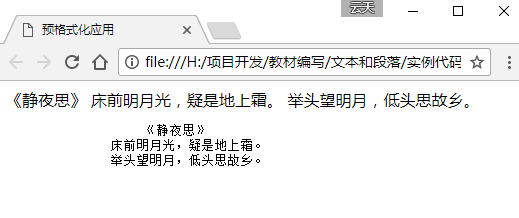 云天
预格式化应用
file:///H:/项目开发/教材编写/文本和段落/实例代码
《静夜思》 床前明月光，疑是地上霜。 举头望明月，低头思故乡。
《静夜思》
床前明月光，疑是地上霜。
举头望明月，低头思故乡。